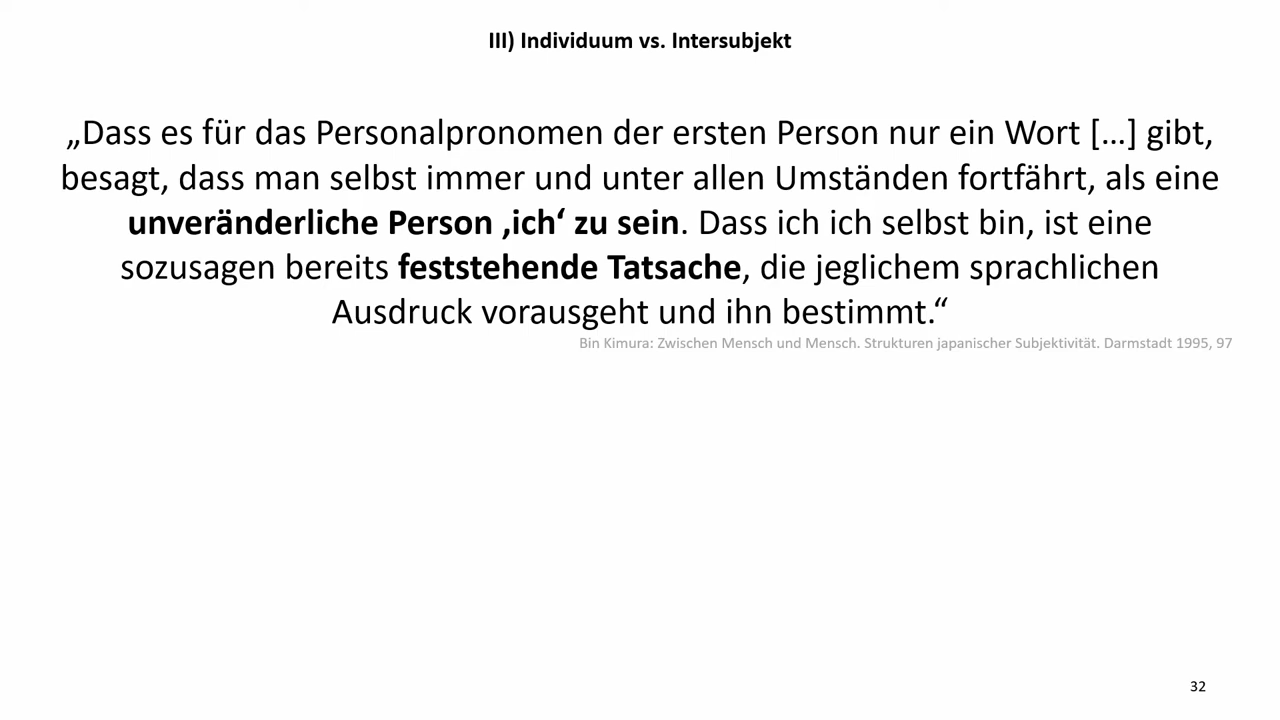 III) Individuum vs. Intersubjekt
„Dass es für das Personalpronomen der ersten Person nur ein Wort […] gibt,
besagt, dass man selbst immer und unter allen Umständen fortfährt, als eine
unveränderliche Person ‚ich‘ zu sein. Dass ich ich selbst bin, ist eine
sozusagen bereits feststehende Tatsache, die jeglichem sprachlichen
Ausdruck vorausgeht und ihn bestimmt.“
Bin Kimura: Zwischen Mensch und Mensch. Strukturen japanischer Subjektivität. Darmstadt 1995, 97
32